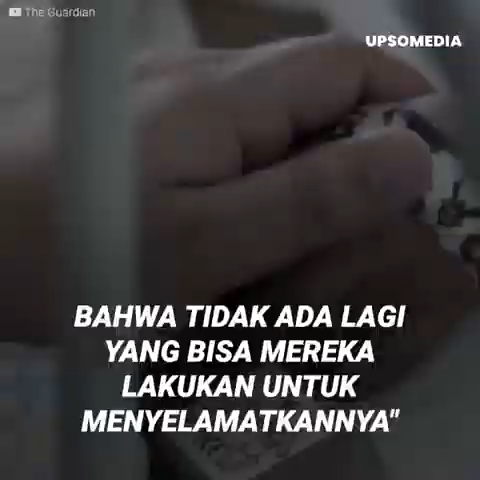 The Guardian
UPSOMEDIA
BAHWA TIDAK ADA LAGI
YANG BISA MEREKA
LAKUKAN UNTUK
MENYELAMATKANNYA"